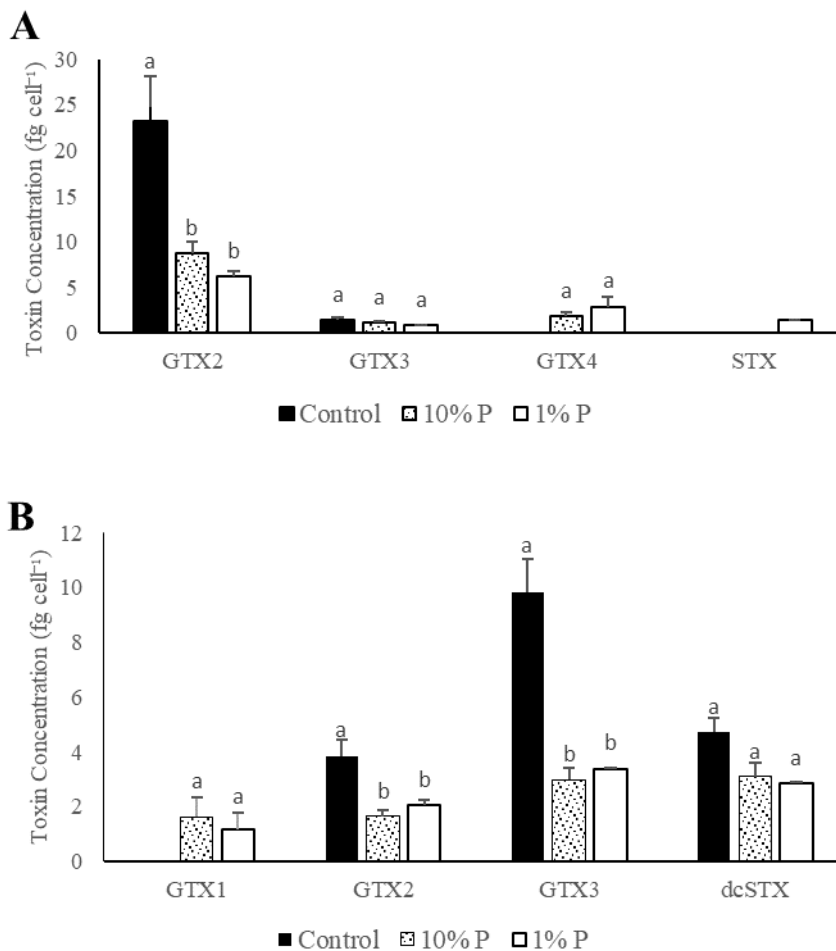 A
Toxin Concentration (fg cell⁻¹)
30
25
20
15
10
5
0
a
b
b
a
a
a
a
a
GTX2 GTX3 GTX4 STX
Control 10% P 1% P
B
Toxin Concentration (fg cell⁻¹)
12
10
8
6
4
2
0
a
a
a
b
b
a
b
b
a
a
a
GTX1 GTX2 GTX3 dcSTX
Control 10% P 1% P